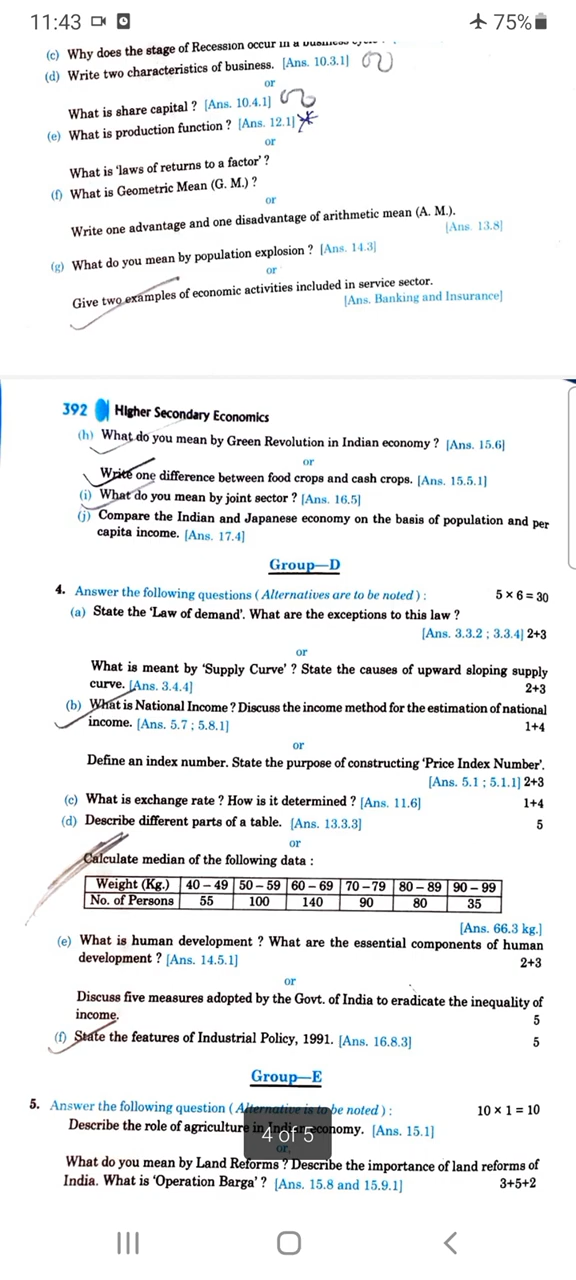 11:43
75%
(c) Why does the stage of Recession occur in a
(d) Write two characteristics of business. [Ans. 10.3.1]
or
What is share capital ? [Ans. 10.4.1]
(e) What is production function ? [Ans. 12.1]
or
What is 'laws of returns to a factor' ?
(f) What is Geometric Mean (G. M.) ?
or
Write one advantage and one disadvantage of arithmetic mean (A. M.).
[Ans. 13.8]
(g) What do you mean by population explosion ? [Ans. 14.3]
or
Give two examples of economic activities included in service sector.
[Ans. Banking and Insurance]
392 Higher Secondary Economics
(h) What do you mean by Green Revolution in Indian economy ? [Ans. 15.6]
or
Write one difference between food crops and cash crops. [Ans. 15.5.1]
(i) What do you mean by joint sector ? [Ans. 16.5]
(j) Compare the Indian and Japanese economy on the basis of population and per
capita income. [Ans. 17.4]
Group—D
4. Answer the following questions (Alternatives are to be noted) : 5 × 6 = 30
(a) State the 'Law of demand'. What are the exceptions to this law ?
[Ans. 3.3.2 ; 3.3.4] 2+3
or
What is meant by 'Supply Curve' ? State the causes of upward sloping supply
curve. [Ans. 3.4.4] 2+3
(b) What is National Income ? Discuss the income method for the estimation of national
income. [Ans. 5.7 ; 5.8.1] 1+4
or
Define an index number. State the purpose of constructing 'Price Index Number'.
[Ans. 5.1 ; 5.1.1] 2+3
(c) What is exchange rate ? How is it determined ? [Ans. 11.6] 1+4
(d) Describe different parts of a table. [Ans. 13.3.3] 5
or
Calculate median of the following data :
Weight (Kg.) 40 – 49 50 – 59 60 – 69 70 – 79 80 – 89 90 – 99
No. of Persons 55 100 140 90 80 35
[Ans. 66.3 kg.]
(e) What is human development ? What are the essential components of human
development ? [Ans. 14.5.1] 2+3
or
Discuss five measures adopted by the Govt. of India to eradicate the inequality of
income. 5
(f) State the features of Industrial Policy, 1991. [Ans. 16.8.3] 5
Group—E
5. Answer the following question (Alternative is to be noted) : 10 × 1 = 10
Describe the role of agriculture in Indian economy. [Ans. 15.1]
4 of 5
or,
What do you mean by Land Reforms ? Describe the importance of land reforms of
India. What is 'Operation Barga' ? [Ans. 15.8 and 15.9.1] 3+5+2